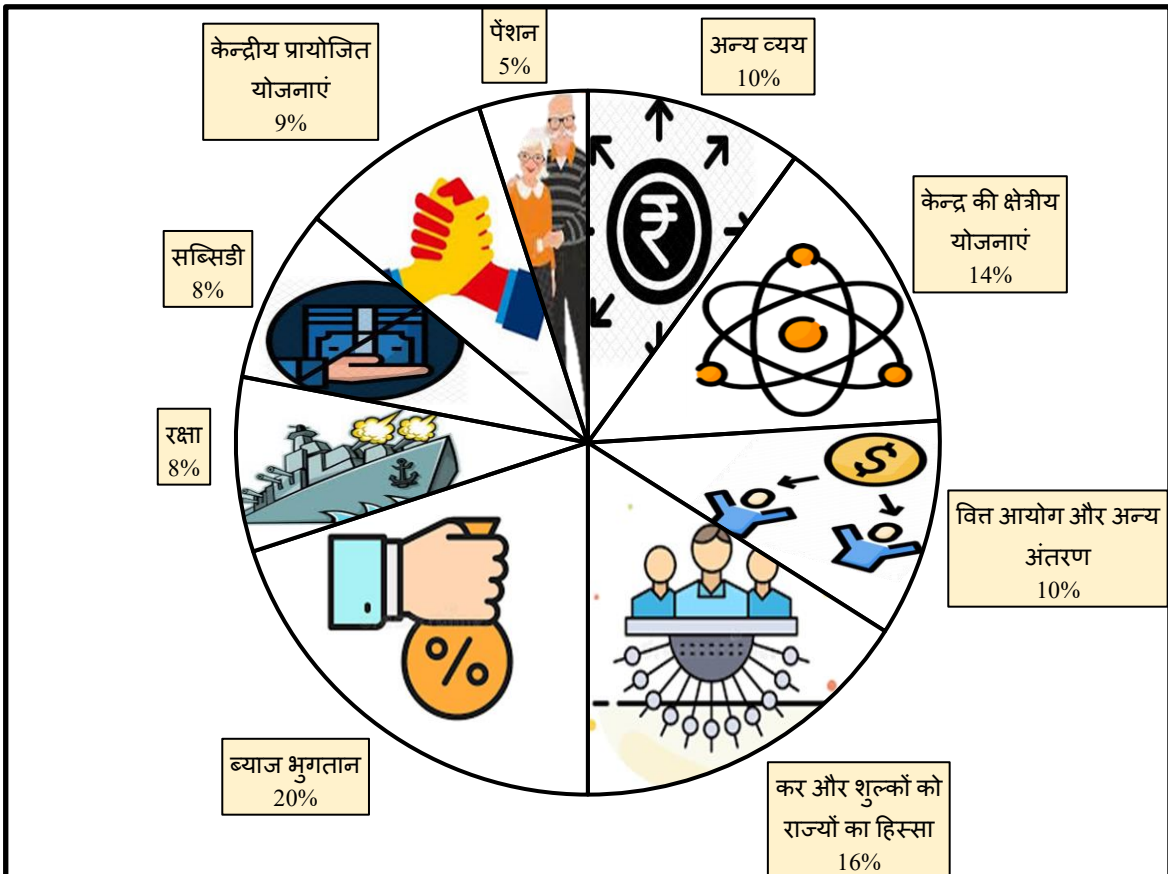 पेंशन
5%
अन्य व्यय
10%
केन्द्रीय प्रायोजित
योजनाएं
9%
केन्द्र की क्षेत्रीय
योजनाएं
14%
सब्सिडी
8%
रक्षा
8%
वित्त आयोग और अन्य
अंतरण
10%
ब्याज भुगतान
20%
कर और शुल्कों को
राज्यों का हिस्सा
16%
₹
$
%